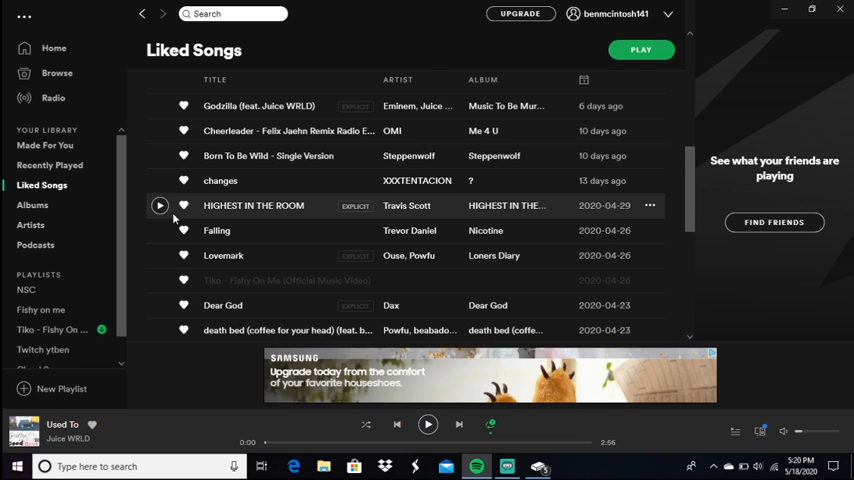 Search
UPGRADE
benmcintosh141
Home
Browse
Radio
YOUR LIBRARY
Made For You
Recently Played
Liked Songs
Albums
Artists
Podcasts
PLAYLISTS
NSC
Fishy on me
Tiko - Fishy On ...
Twitch ytben
New Playlist
Liked Songs
PLAY
TITLE ARTIST ALBUM
Godzilla (feat. Juice WRLD) EXPLICIT Eminem, Juice ... Music To Be Mur... 6 days ago
Cheerleader - Felix Jaehn Remix Radio E... OMI Me 4 U 10 days ago
Born To Be Wild - Single Version Steppenwolf Steppenwolf 10 days ago
changes XXXTENTACION ? 13 days ago
HIGHEST IN THE ROOM EXPLICIT Travis Scott HIGHEST IN THE... 2020-04-29
Falling Trevor Daniel Nicotine 2020-04-26
Lovemark EXPLICIT Ouse, Powfu Loners Diary 2020-04-26
Tiko - Fishy On Me (Official Music Video) 2020-04-26
Dear God EXPLICIT Dax Dear God 2020-04-23
death bed (coffee for your head) (feat. b... Powfu, beabado... death bed (coffe... 2020-04-23
See what your friends are
playing
FIND FRIENDS
SAMSUNG
Upgrade today from the comfort
of your favorite houseshoes.
Used To
Juice WRLD
0:00 2:56
Type here to search
5
5:20 PM
5/18/2020